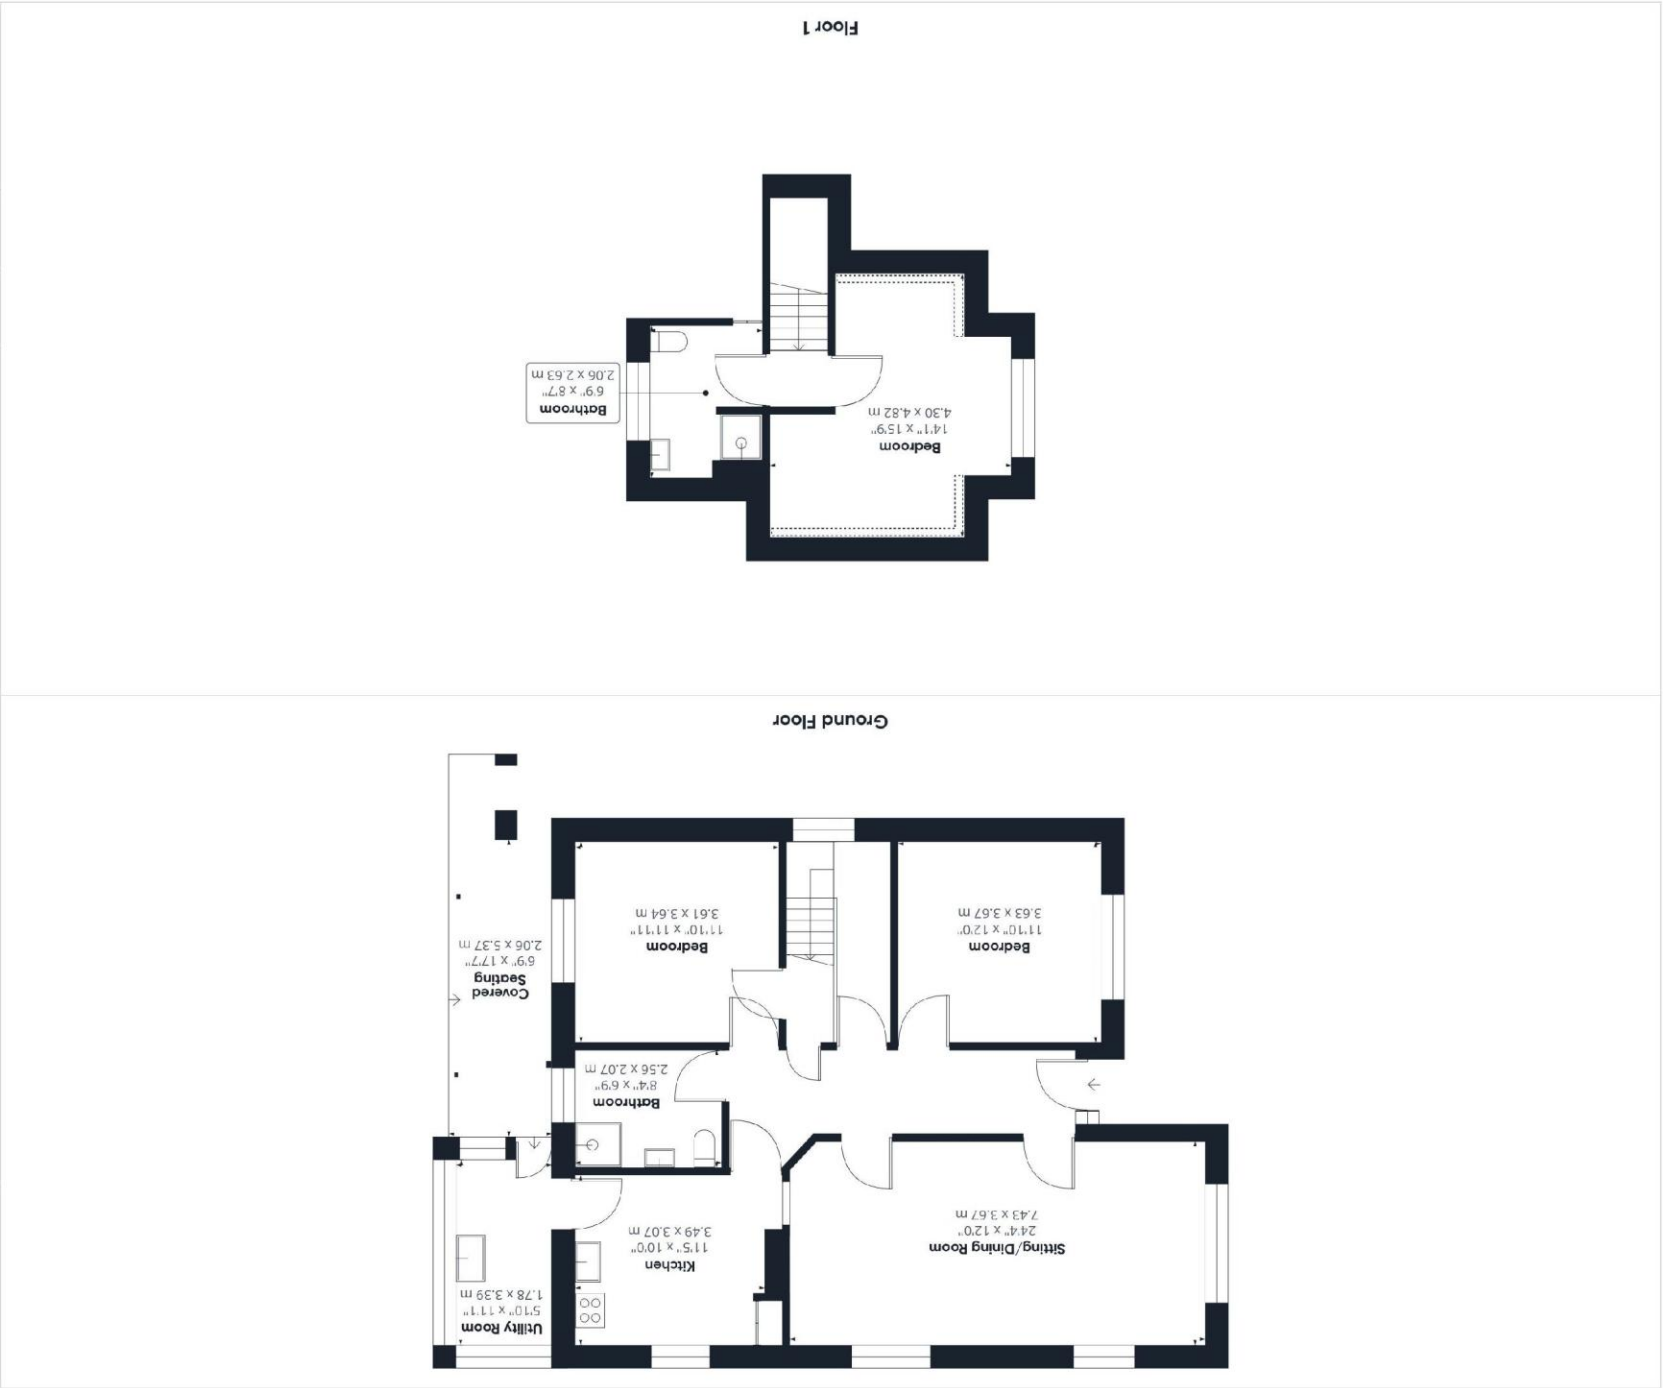 Utility Room
5'10" x 11'1"
1.78 x 3.39 m
Kitchen
11'5" x 10'0"
3.49 x 3.07 m
Sitting/Dining Room
24'4" x 12'0"
7.43 x 3.67 m
Bathroom
8'4" x 6'9"
2.56 x 2.07 m
Covered
Seating
6'9" x 17'7"
2.06 x 5.37 m
Bedroom
11'10" x 12'0"
3.63 x 3.67 m
Bedroom
11'10" x 11'11"
3.61 x 3.64 m
Ground Floor
Bedroom
14'1" x 15'9"
4.30 x 4.82 m
Bathroom
6'9" x 8'7"
2.06 x 2.63 m
Floor 1